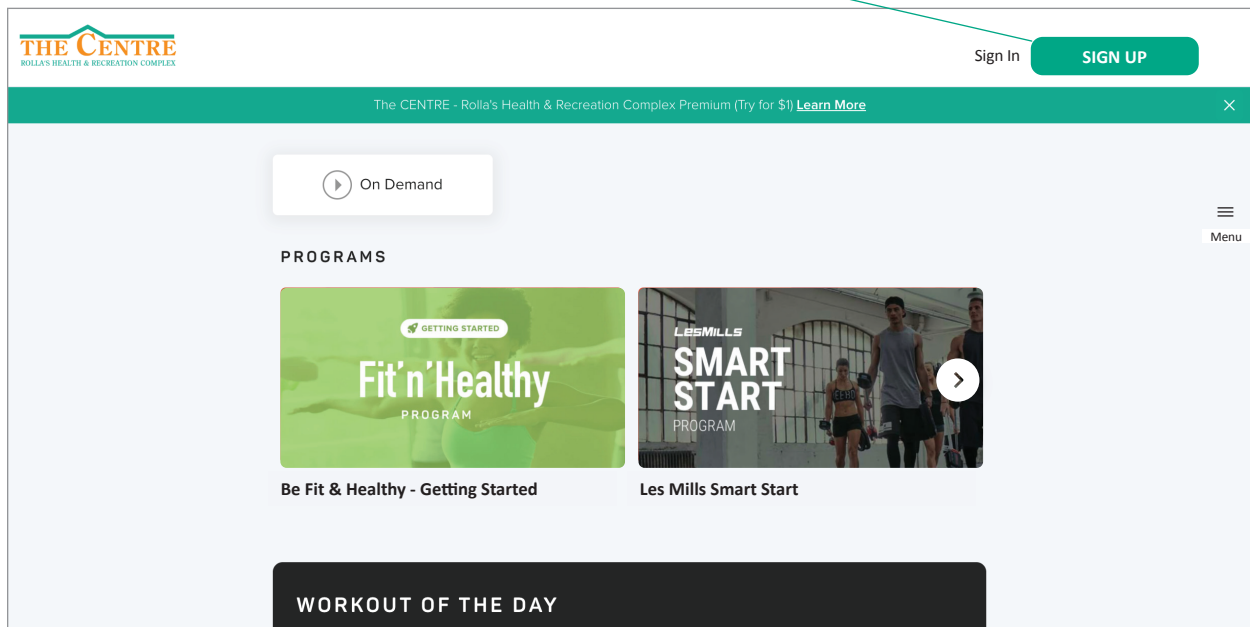 THE CENTRE
ROLLA'S HEALTH & RECREATION COMPLEX
Sign In
SIGN UP
The CENTRE - Rolla's Health & Recreation Complex Premium (Try for $1) Learn More
On Demand
Menu
PROGRAMS
GETTING STARTED
Fit'n'Healthy
PROGRAM
LesMills
SMART
START
PROGRAM
Be Fit & Healthy - Getting Started
Les Mills Smart Start
WORKOUT OF THE DAY